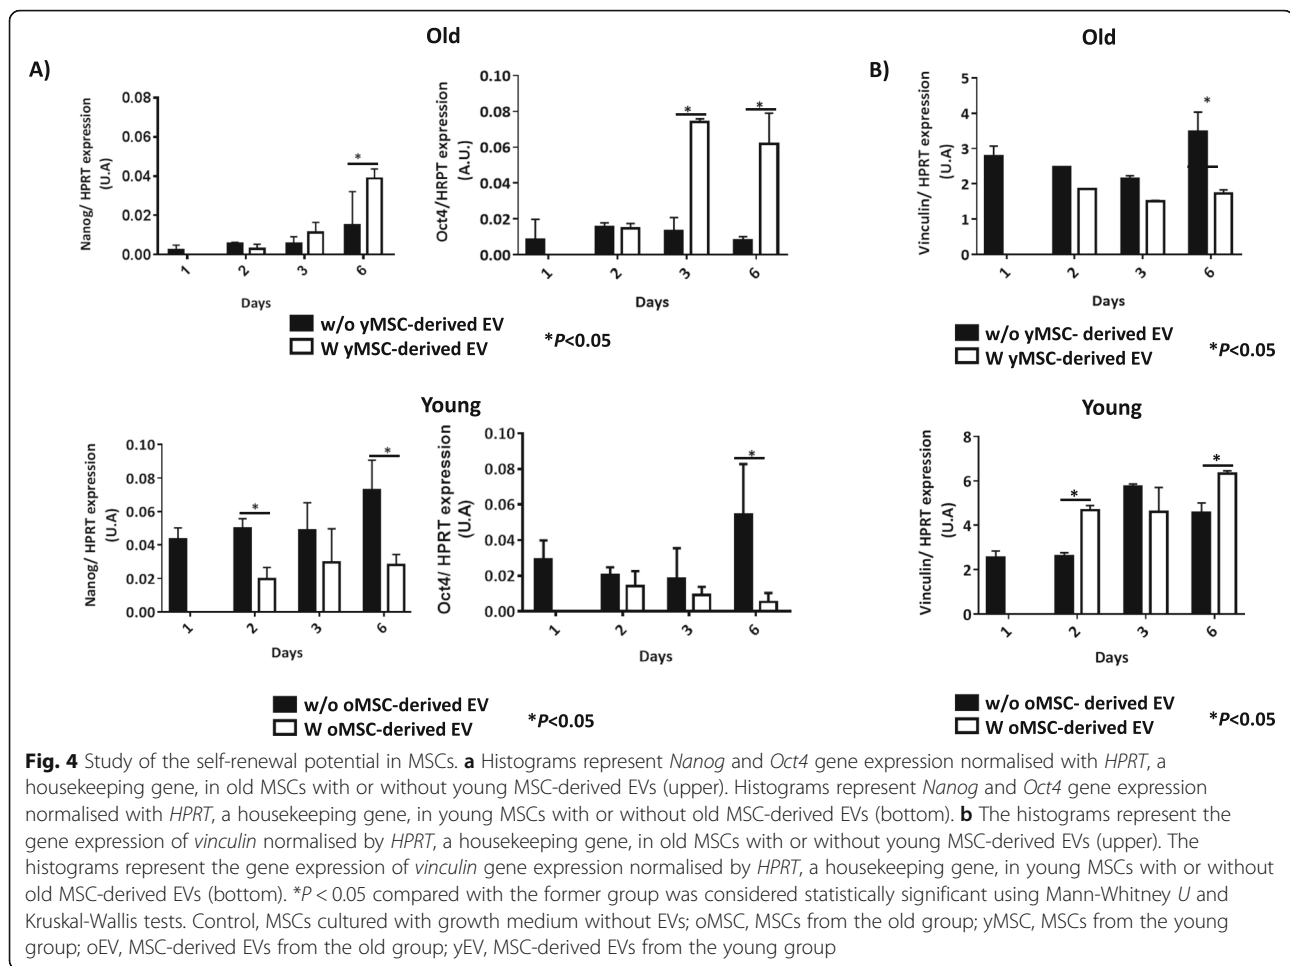 Old
A)
Nanog/ HPRT expression
(U.A)
0.08
0.06
0.04
0.02
0.00
*
1
2
3
6
Days
Oct4/HRPT expression
(A.U.)
0.10
0.08
0.06
0.04
0.02
0.00
*
*
1
2
3
6
Days
w/o yMSC-derived EV
W yMSC-derived EV
*P<0.05
Old
B)
Vinculin/ HPRT expression
(U.A)
5
4
3
2
1
0
*
1
2
3
6
Days
w/o yMSC- derived EV
W yMSC-derived EV
*P<0.05
Young
Nanog/ HPRT expression
(U.A)
0.10
0.08
0.06
0.04
0.02
0.00
*
*
1
2
3
6
Days
Oct4/ HPRT expression
(U.A)
0.10
0.08
0.06
0.04
0.02
0.00
*
1
2
3
6
Days
w/o oMSC-derived EV
W oMSC-derived EV
*P<0.05
Young
Vinculin/ HPRT expression
(U.A)
8
6
4
2
0
*
*
1
2
3
6
Days
w/o oMSC- derived EV
W oMSC-derived EV
*P<0.05
Fig. 4 Study of the self-renewal potential in MSCs. a Histograms represent Nanog and Oct4 gene expression normalised with HPRT, a
housekeeping gene, in old MSCs with or without young MSC-derived EVs (upper). Histograms represent Nanog and Oct4 gene expression
normalised with HPRT, a housekeeping gene, in young MSCs with or without old MSC-derived EVs (bottom). b The histograms represent the
gene expression of vinculin normalised by HPRT, a housekeeping gene, in old MSCs with or without young MSC-derived EVs (upper). The
histograms represent the gene expression of vinculin gene expression normalised by HPRT, a housekeeping gene, in young MSCs with or without
old MSC-derived EVs (bottom). *P < 0.05 compared with the former group was considered statistically significant using Mann-Whitney U and
Kruskal-Wallis tests. Control, MSCs cultured with growth medium without EVs; oMSC, MSCs from the old group; yMSC, MSCs from the young
group; oEV, MSC-derived EVs from the old group; yEV, MSC-derived EVs from the young group